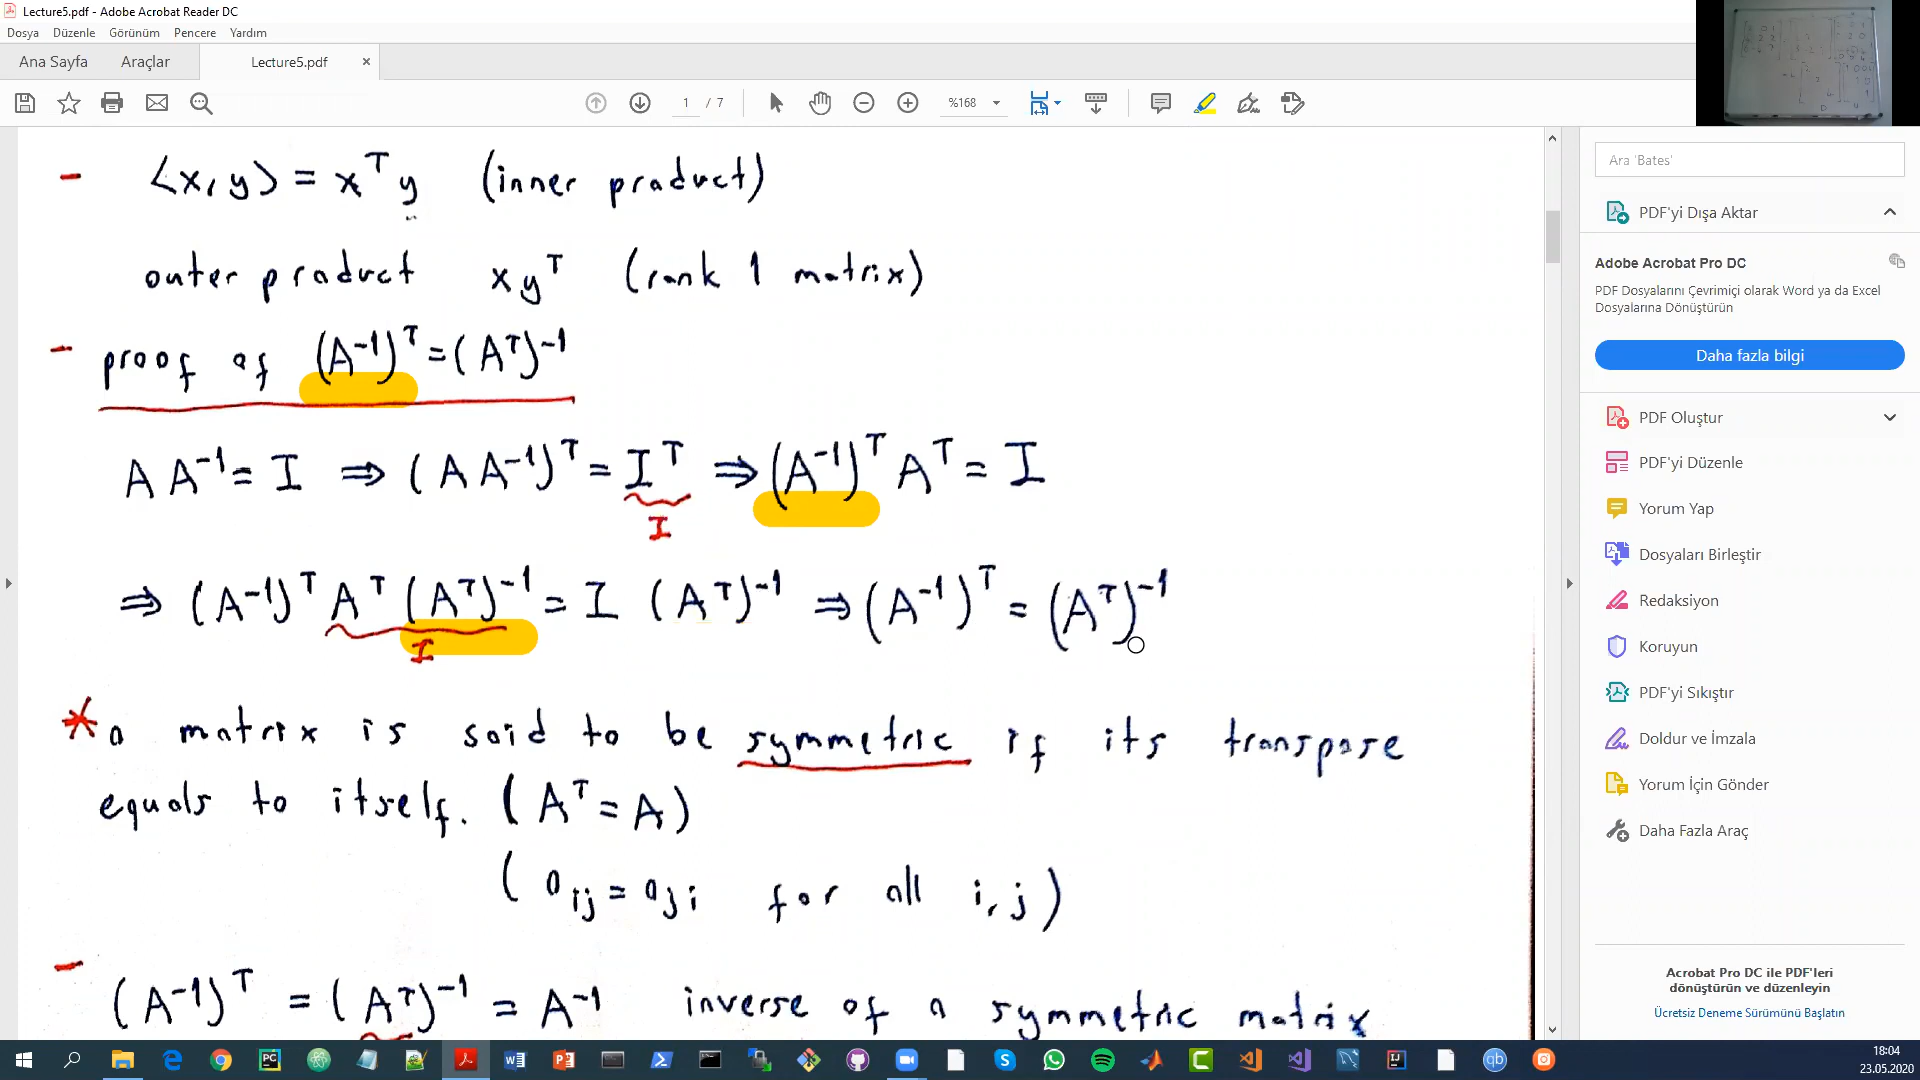 Lecture5.pdf - Adobe Acrobat Reader DC
Dosya Düzenle Görünüm Pencere Yardım
Ana Sayfa Araçlar Lecture5.pdf ×
1 / 7 %168
- <x,y> = x^T y (inner product)
outer product x y^T (rank 1 matrix)
- proof of (A^-1)^T = (A^T)^-1
A A^-1 = I ⇒ (A A^-1)^T = I^T ⇒ (A^-1)^T A^T = I
I
⇒ (A^-1)^T A^T (A^T)^-1 = I (A^T)^-1 ⇒ (A^-1)^T = (A^T)^-1
I
* a matrix is said to be symmetric if its transpose
equals to itself. (A^T = A)
(a_ij = a_ji for all i,j)
- (A^-1)^T = (A^T)^-1 = A^-1 inverse of a symmetric matrix
Ara 'Bates'
PDF'yi Dışa Aktar
Adobe Acrobat Pro DC
PDF Dosyalarını Çevrimiçi olarak Word ya da Excel
Dosyalarına Dönüştürün
Daha fazla bilgi
PDF Oluştur
PDF'yi Düzenle
Yorum Yap
Dosyaları Birleştir
Redaksiyon
Koruyun
PDF'yi Sıkıştır
Doldur ve İmzala
Yorum İçin Gönder
Daha Fazla Araç
Acrobat Pro DC ile PDF'leri
dönüştürün ve düzenleyin
Ücretsiz Deneme Sürümünü Başlatın
18:04
23.05.2020